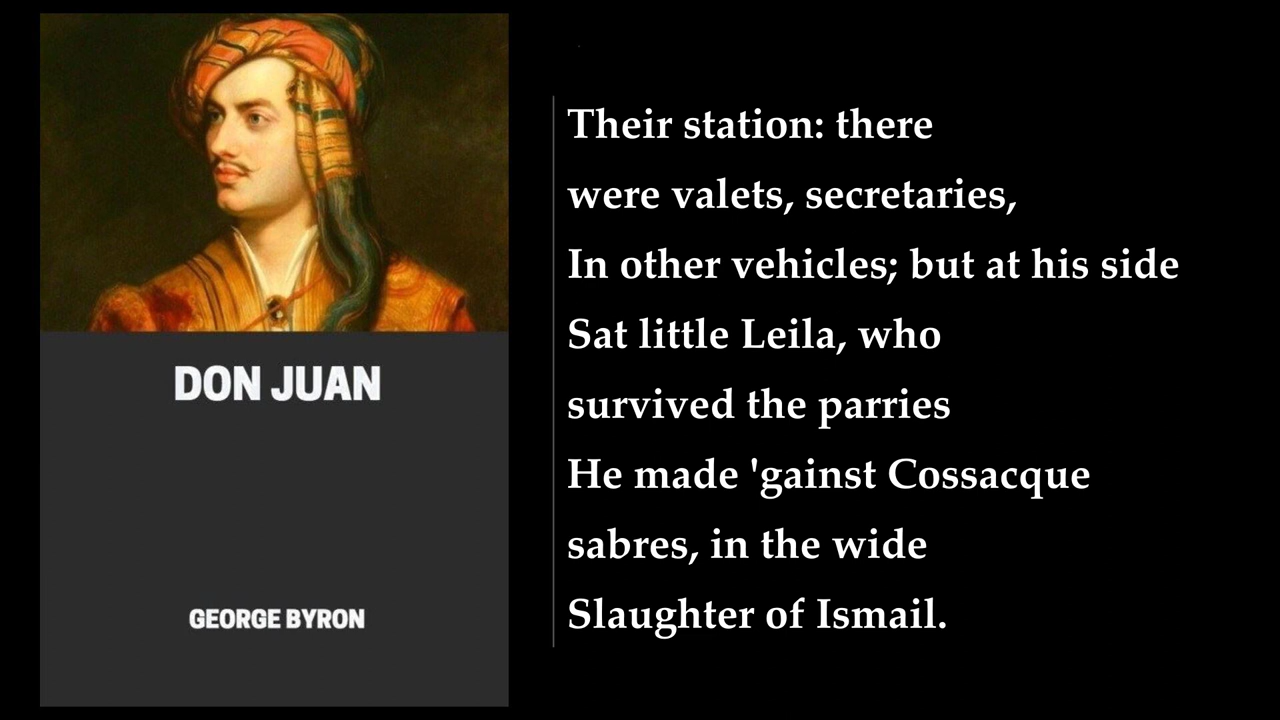 DON JUAN
GEORGE BYRON
Their station: there
were valets, secretaries,
In other vehicles; but at his side
Sat little Leila, who
survived the parries
He made 'gainst Cossacque
sabres, in the wide
Slaughter of Ismail.